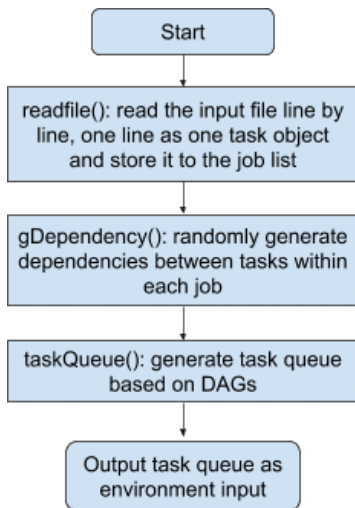 Start
readfile(): read the input file line by
line, one line as one task object
and store it to the job list
gDependency(): randomly generate
dependencies between tasks within
each job
taskQueue(): generate task queue
based on DAGs
Output task queue as
environment input